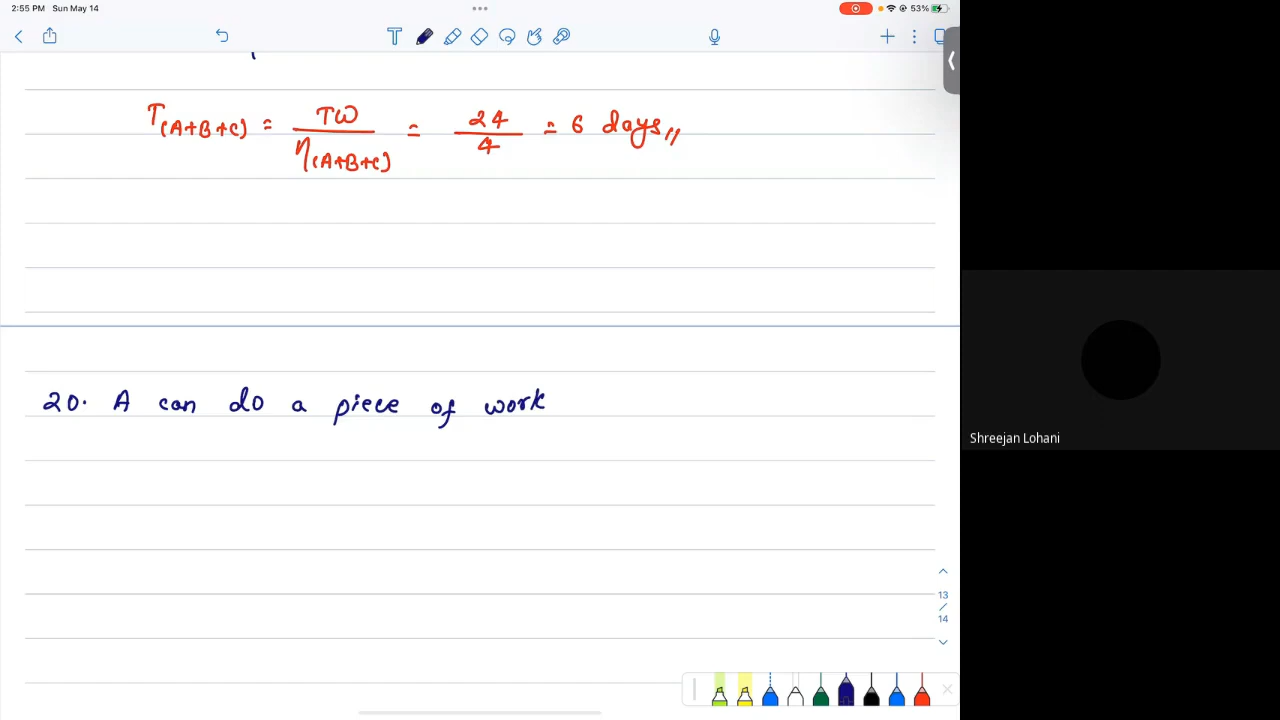 2:55 PM Sun May 14
53%
T(A+B+C) = TW / η(A+B+C) = 24 / 4 = 6 days,,
20. A can do a piece of work
Shreejan Lohani
13
/
14